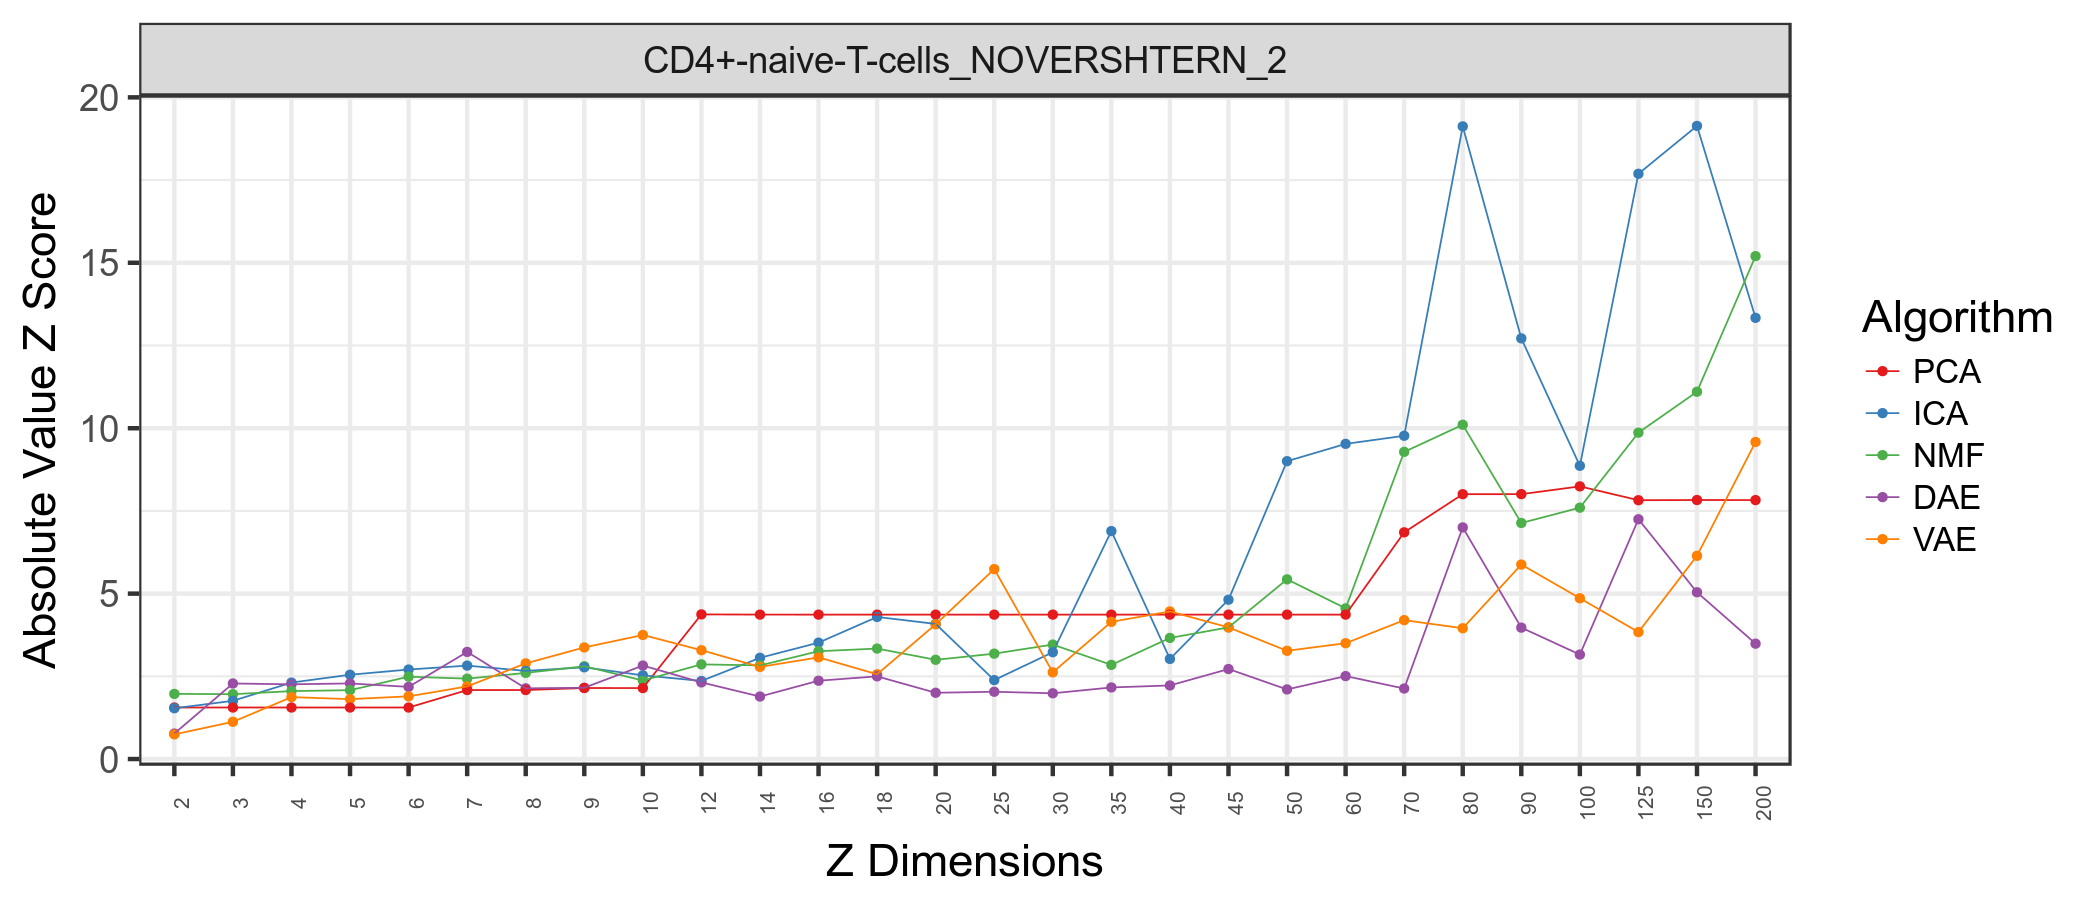 CD4+-naive-T-cells_NOVERSHTERN_2
20
15
10
5
0
Absolute Value Z Score
2 3 4 5 6 7 8 9 10 12 14 16 18 20 25 30 35 40 45 50 60 70 80 90 100 125 150 200
Z Dimensions
Algorithm
PCA
ICA
NMF
DAE
VAE